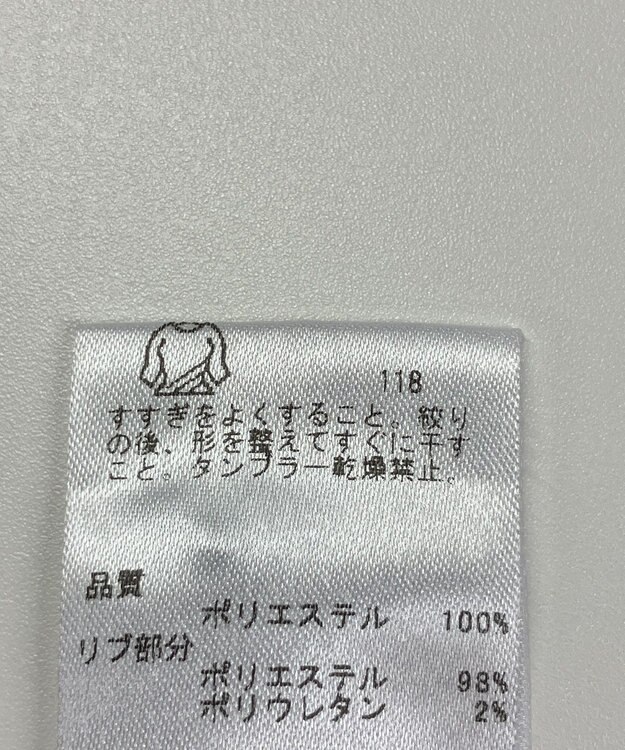 118
すすぎをよくすること。絞り
の後、形を整えてすぐに干す
こと。タンブラー乾燥禁止。
品質
ポリエステル 100%
リブ部分
ポリエステル 98%
ポリウレタン 2%